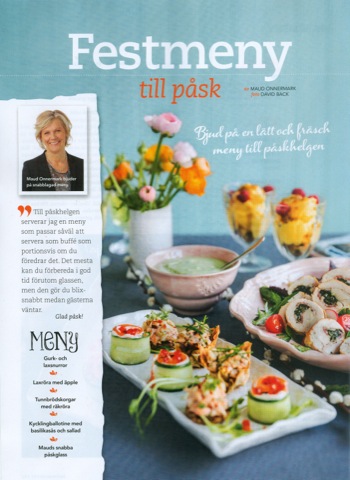 Festmeny
till påsk
AV MAUD ONNERMARK
FOTO DAVID BACK
Bjud på en lätt och fräsch
meny till påskhelgen
Maud Onnermark bjuder
på snabblagad meny.
Till påskhelgen
serverar jag en meny
som passar såväl att
servera som buffé som
portionsvis om du
föredrar det. Det mesta
kan du förbereda i god
tid förutom glassen,
men den gör du blix-
snabbt medan gästerna
väntar.
Glad påsk!
MENY
Gurk- och
laxsnurror
Laxröra med äpple
Tunnbrödskorgar
med räkröra
Kycklingballotine med
basilikasås och sallad
Mauds snabba
påskglass